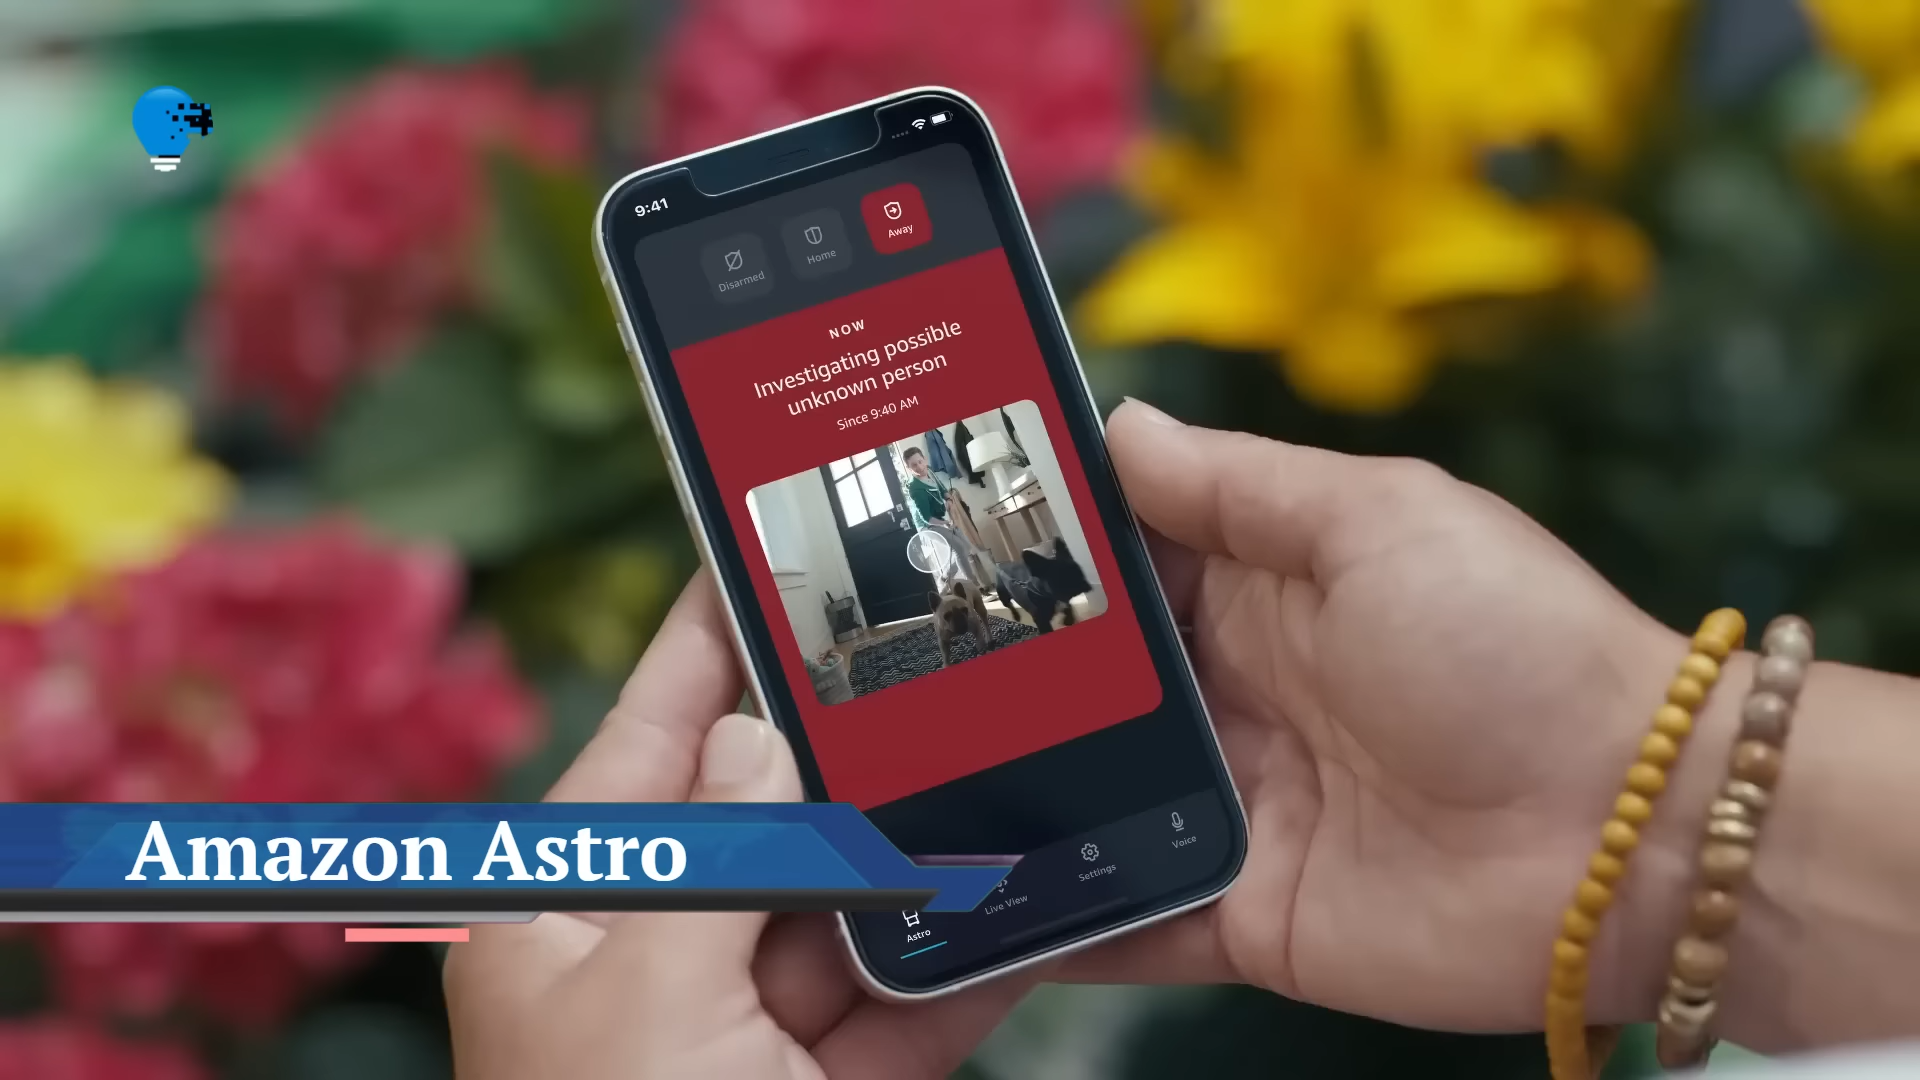 9:41
Disarmed
Home
Away
NOW
Investigating possible
unknown person
Since 9:40 AM
Amazon Astro
Astro
Live View
Settings
Voice